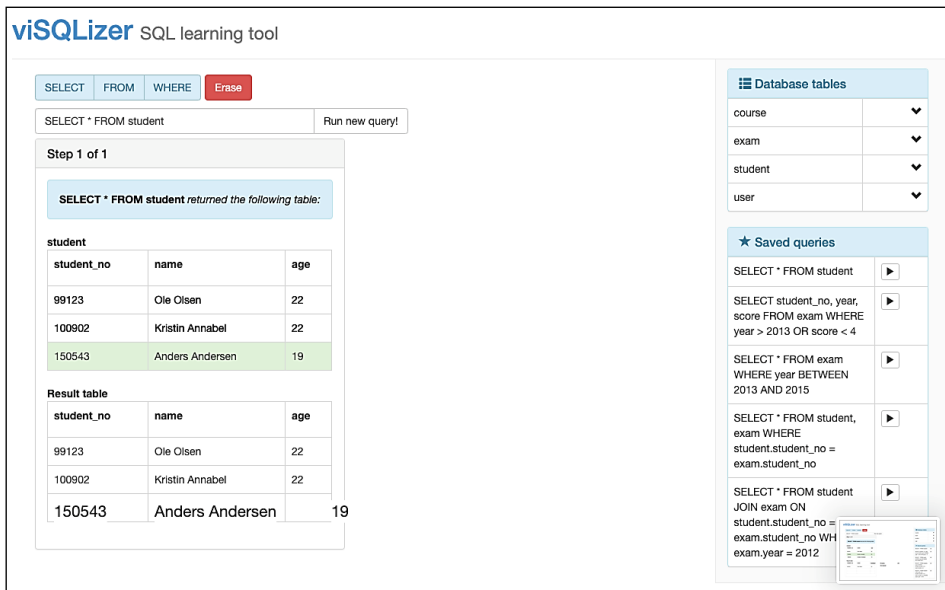 viSQLizer SQL learning tool
SELECT FROM WHERE Erase
SELECT * FROM student Run new query!
Step 1 of 1
SELECT * FROM student returned the following table:
student
student_no name age
99123 Ole Olsen 22
100902 Kristin Annabel 22
150543 Anders Andersen 19
Result table
student_no name age
99123 Ole Olsen 22
100902 Kristin Annabel 22
150543 Anders Andersen 19
Database tables
course
exam
student
user
Saved queries
SELECT * FROM student
SELECT student_no, year,
score FROM exam WHERE
year > 2013 OR score < 4
SELECT * FROM exam
WHERE year BETWEEN
2013 AND 2015
SELECT * FROM student,
exam WHERE
student.student_no =
exam.student_no
SELECT * FROM student
JOIN exam ON
student.student_no =
exam.student_no WH
exam.year = 2012